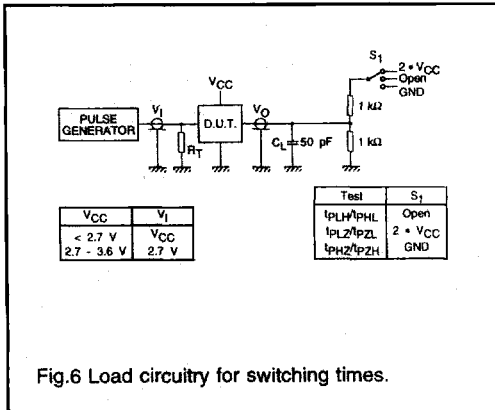 S1
2 * VCC
Open
GND
VCC
VI
VO
1 kΩ
PULSE
GENERATOR
D.U.T.
RT
CL
50 pF
1 kΩ
VCC VI
< 2.7 V VCC
2.7 - 3.6 V 2.7 V
Test S1
tPLH/tPHL Open
tPLZ/tPZL 2 * VCC
tPHZ/tPZH GND
Fig.6 Load circuitry for switching times.